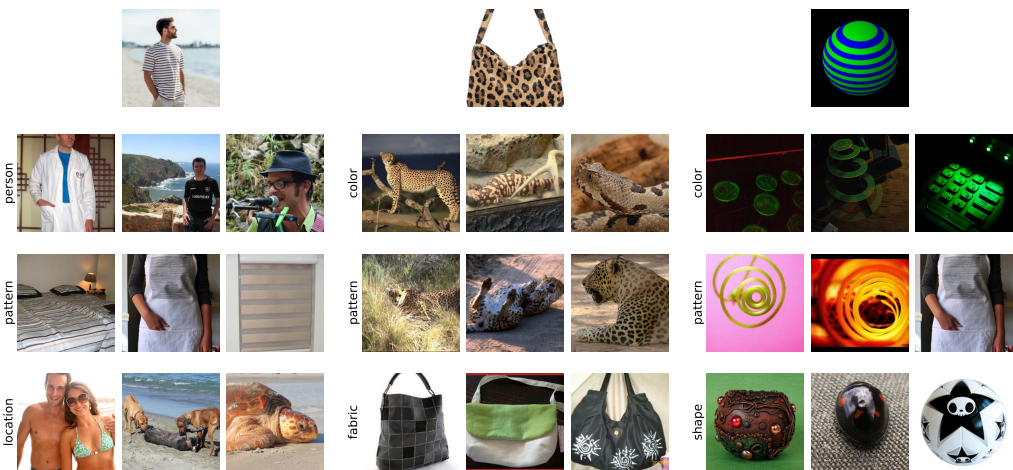 person
color
color
pattern
pattern
pattern
location
fabric
shape